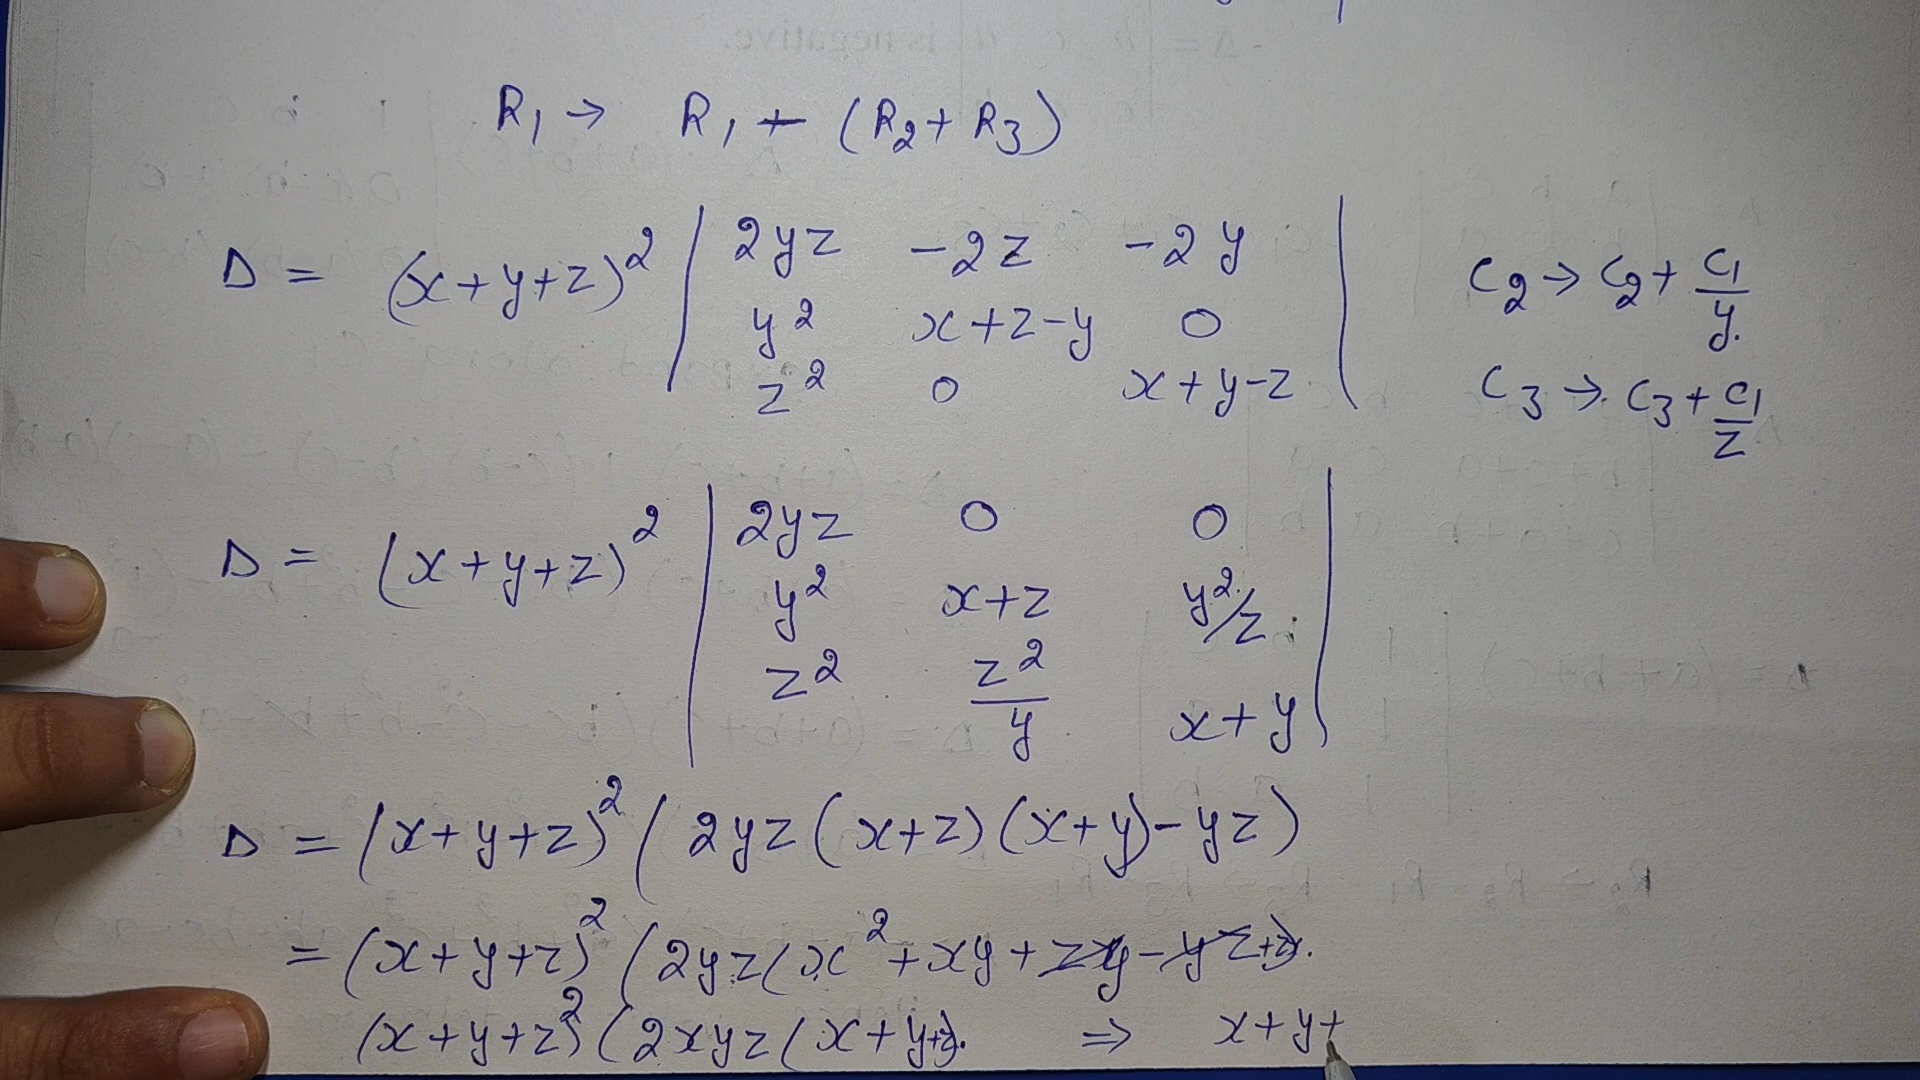 R₁ → R₁ - (R₂ + R₃)
Δ = (x+y+z)² | 2yz -2z -2y |
| y² x+z-y 0 |
| z² 0 x+y-z |
C₂ → C₂ + C₁/y.
C₃ → C₃ + C₁/z
Δ = (x+y+z)² | 2yz 0 0 |
| y² x+z y²/z |
| z² z²/y x+y |
Δ = (x+y+z)² (2yz (x+z) (x+y) - yz)
= (x+y+z)² (2yz (x² + xy + zy - yz
(x+y+z)² (2xyz (x+y+z). ⇒ x+y+